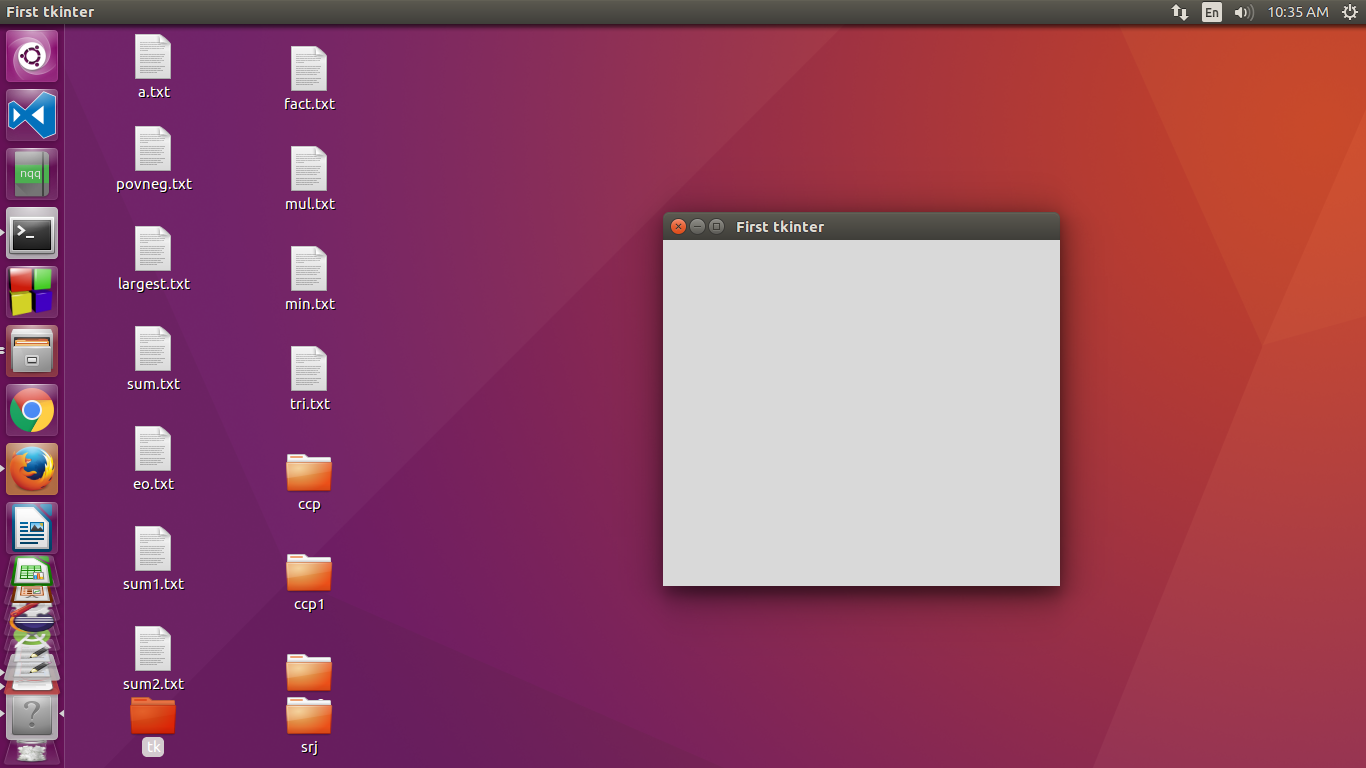 First tkinter
En
10:35 AM
a.txt
fact.txt
povneg.txt
mul.txt
nqq
First tkinter
largest.txt
min.txt
>_
sum.txt
tri.txt
eo.txt
ccp
sum1.txt
ccp1
sum2.txt
?
tk
srj